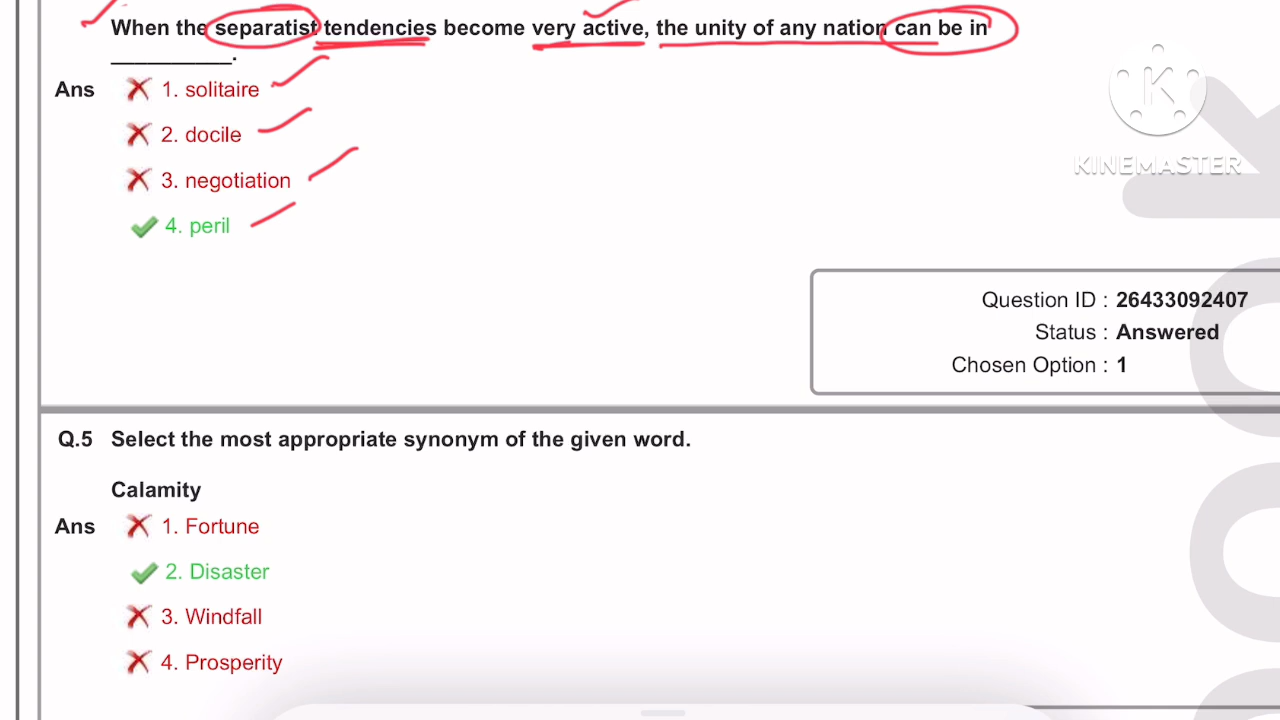 When the separatist tendencies become very active, the unity of any nation can be in
__________.
Ans
1. solitaire
2. docile
3. negotiation
4. peril
KINEMASTER
Question ID : 26433092407
Status : Answered
Chosen Option : 1
Q.5 Select the most appropriate synonym of the given word.
Calamity
Ans
1. Fortune
2. Disaster
3. Windfall
4. Prosperity